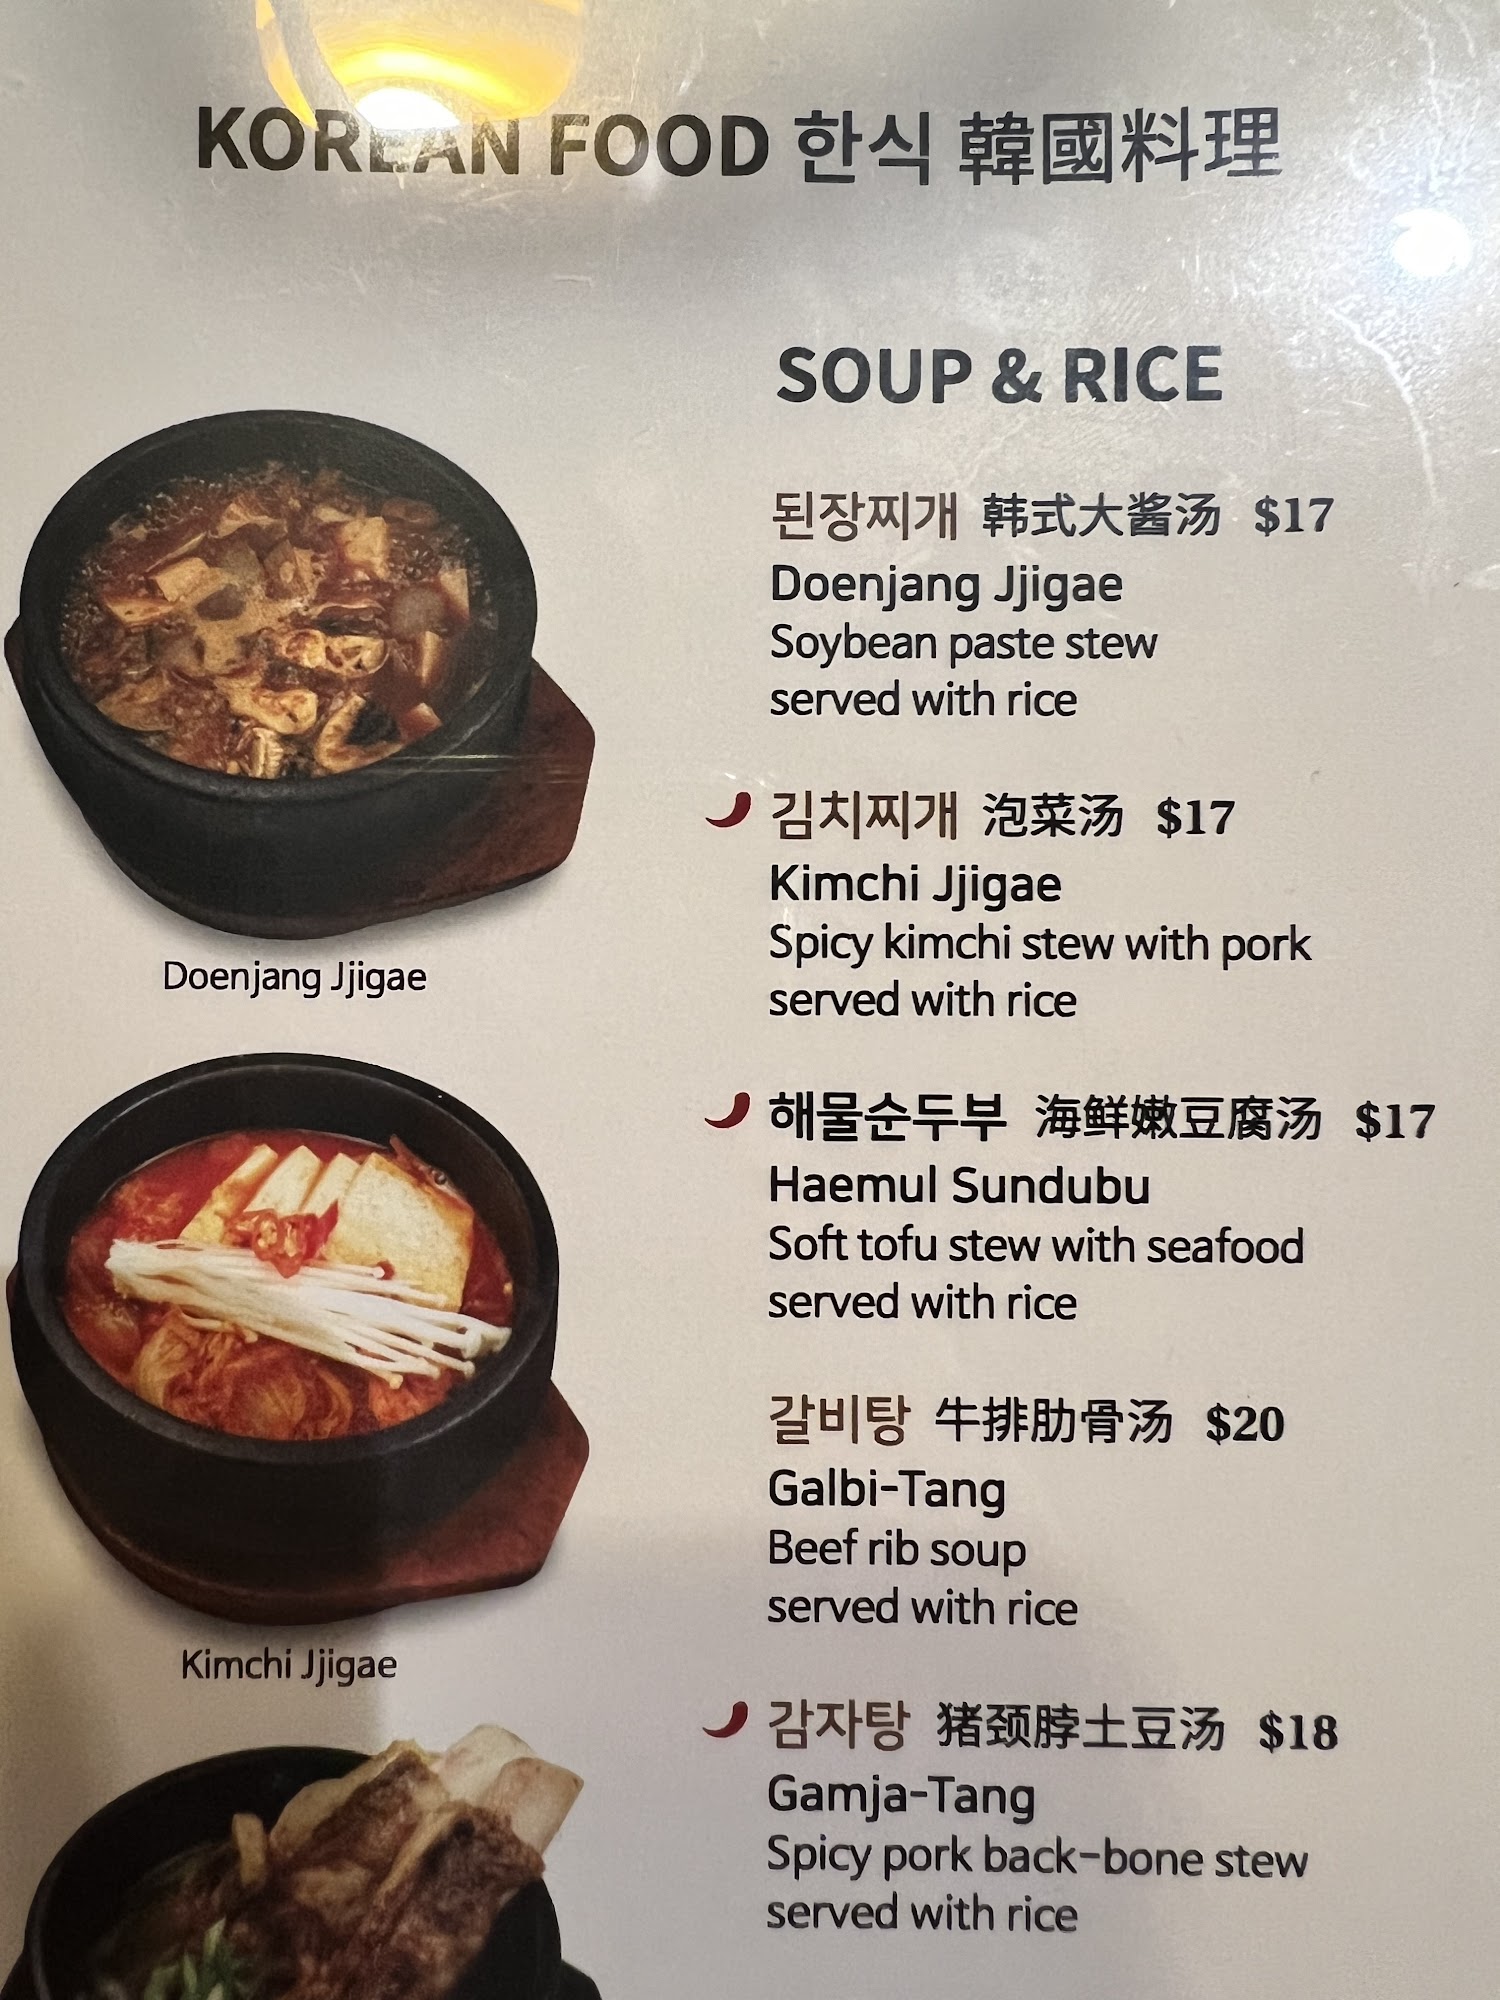 KOREAN FOOD 한식 韓國料理
SOUP & RICE
된장찌개 韩式大酱汤 $17
Doenjang Jjigae
Soybean paste stew
served with rice
Doenjang Jjigae
김치찌개 泡菜汤 $17
Kimchi Jjigae
Spicy kimchi stew with pork
served with rice
해물순두부 海鲜嫩豆腐汤 $17
Haemul Sundubu
Soft tofu stew with seafood
served with rice
갈비탕 牛排肋骨汤 $20
Galbi-Tang
Beef rib soup
served with rice
Kimchi Jjigae
감자탕 猪颈脖土豆汤 $18
Gamja-Tang
Spicy pork back-bone stew
served with rice